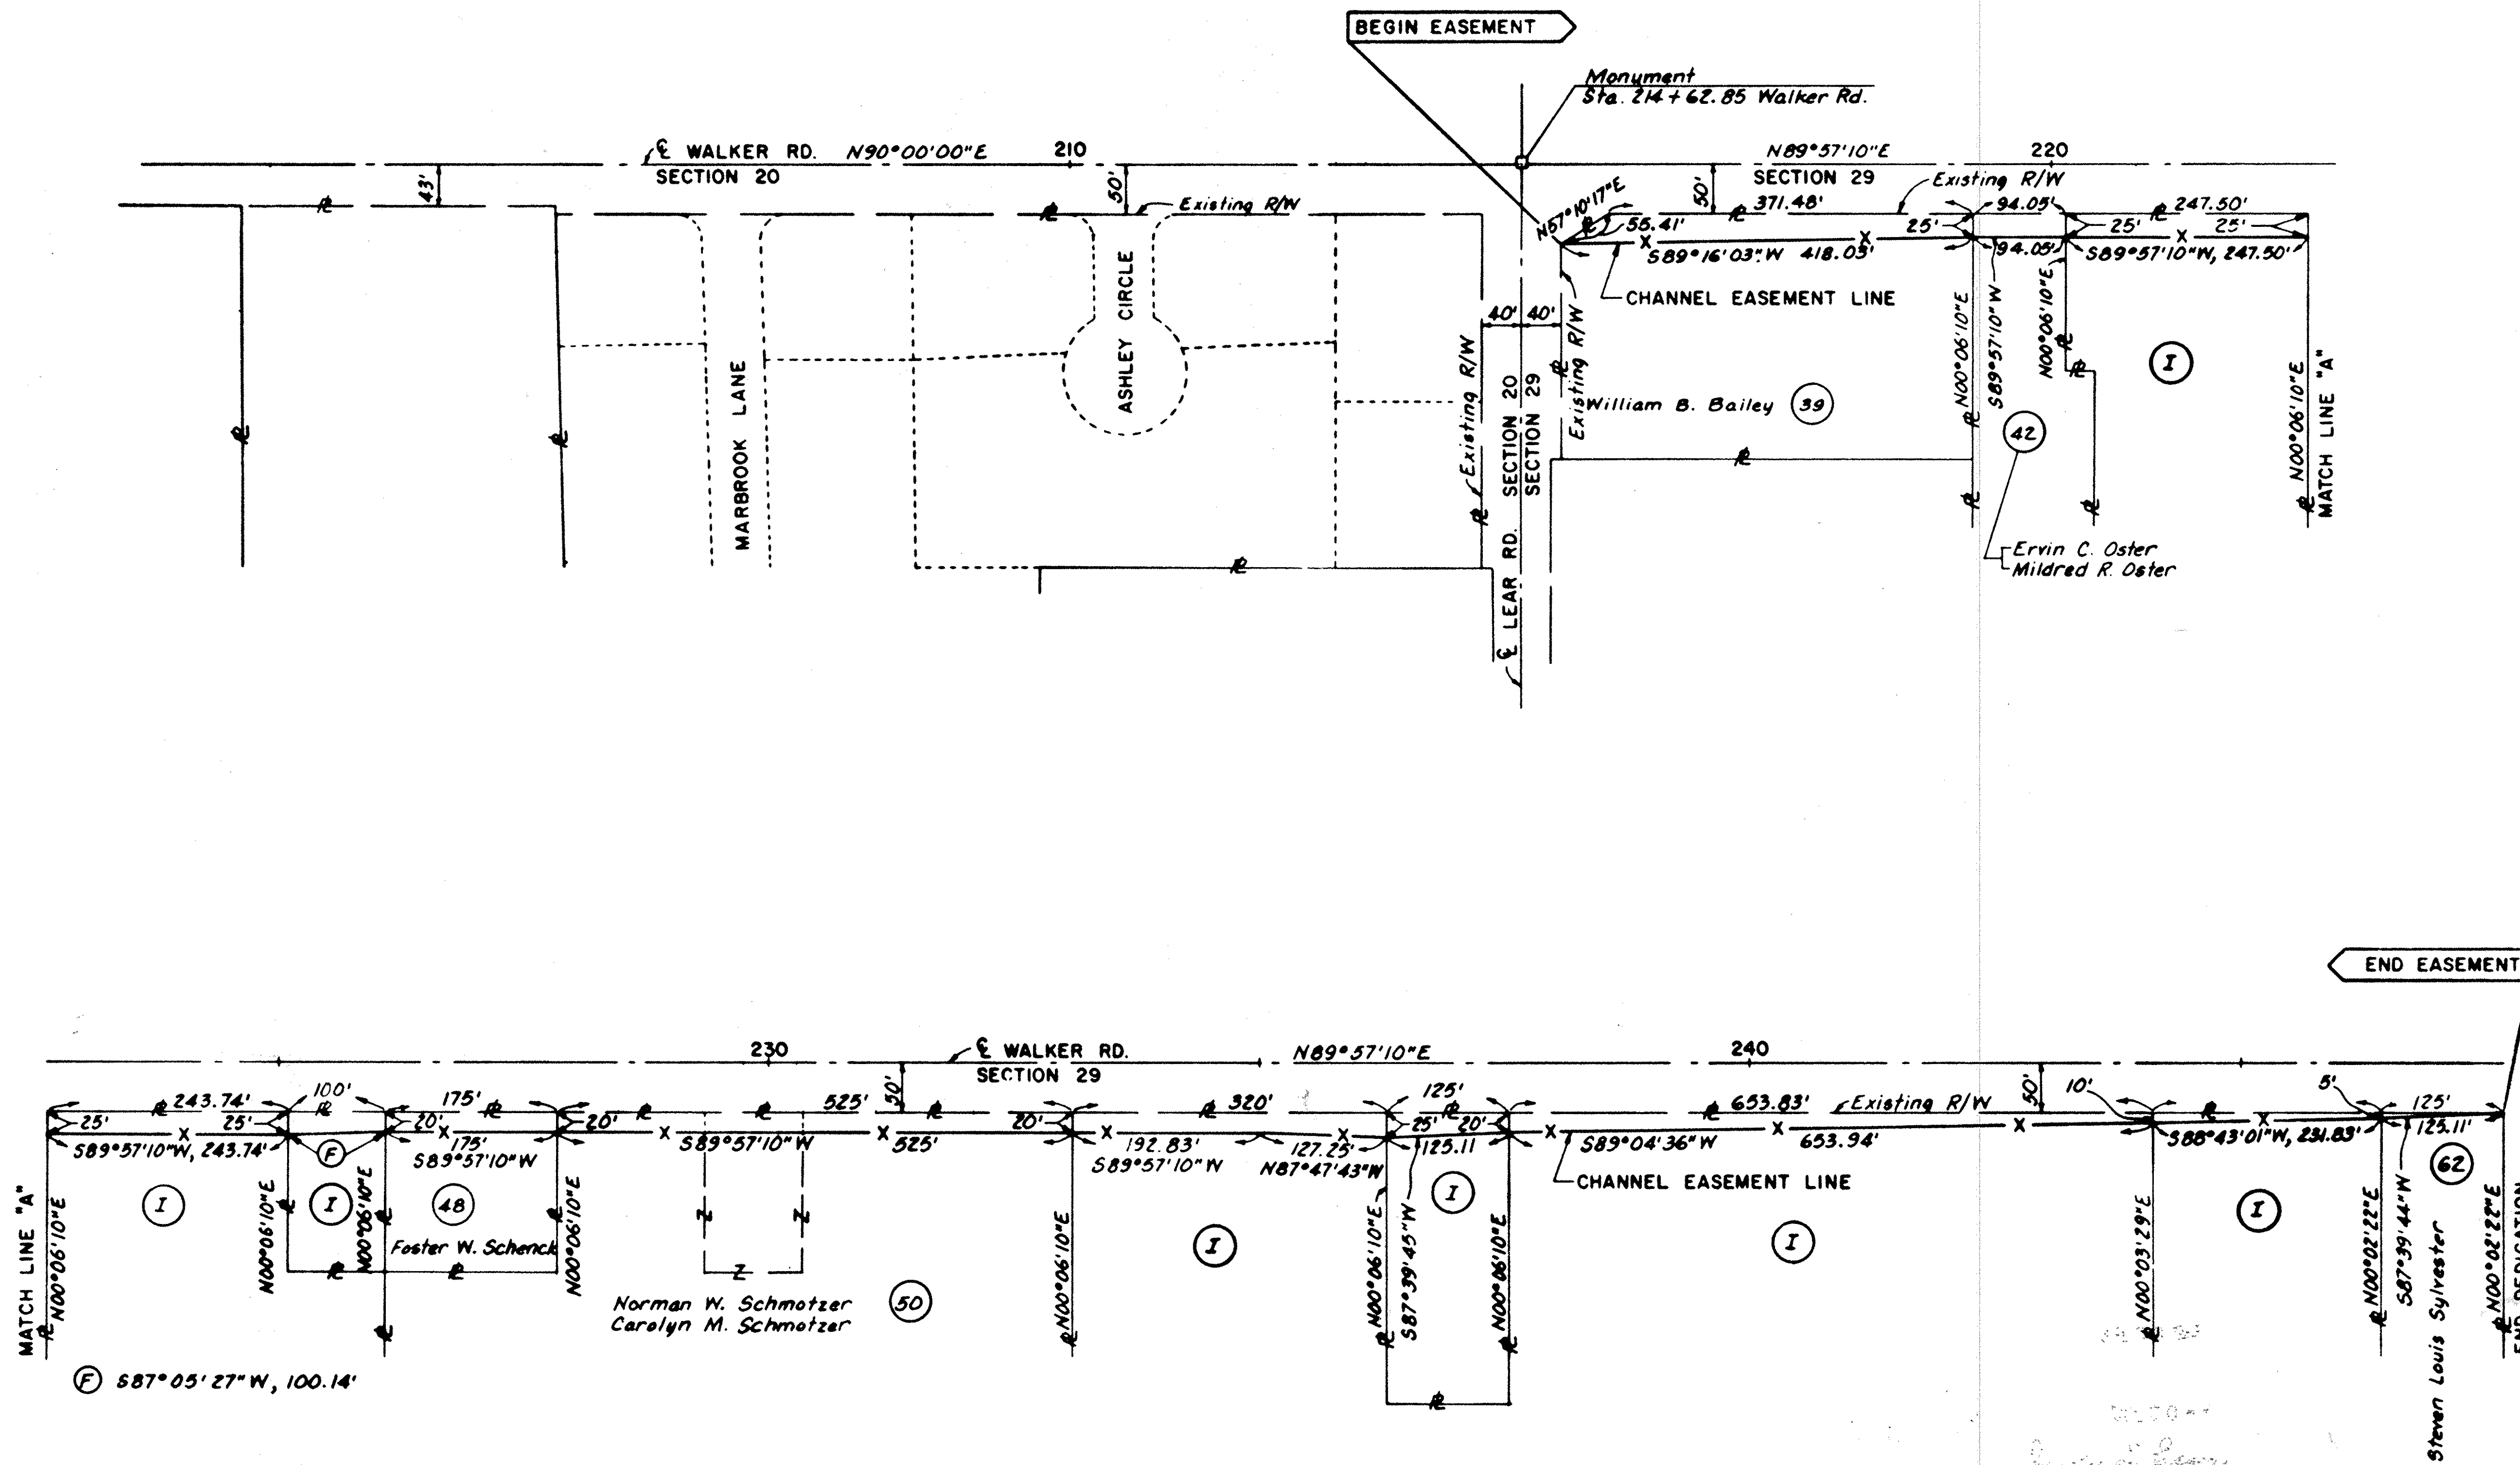 BEGIN EASEMENT
Monument
Sta. 214 + 62.85 Walker Rd.
℄ WALKER RD. N90°00'00"E
210
SECTION 20
N89°57'10"E
220
SECTION 29
43'
50'
Existing R/W
50'
Existing R/W
N57°10'17"E
55.41'
371.48'
94.05'
247.50'
25'
25'
25'
S89°16'03"W 418.03'
94.05'
S89°57'10"W, 247.50'
CHANNEL EASEMENT LINE
40'
40'
MARBROOK LANE
ASHLEY CIRCLE
Existing R/W
℄ LEAR RD.
SECTION 20
SECTION 29
Existing R/W
William B. Bailey
39
N00°06'10"E
S89°57'10"W
N00°06'10"E
42
I
N00°06'10"E
MATCH LINE "A"
Ervin C. Oster
Mildred R. Oster
END EASEMENT
230
℄ WALKER RD.
N89°57'10"E
240
SECTION 29
50'
50'
243.74'
100'
175'
525'
320'
125'
653.83'
Existing R/W
10'
5'
125'
25'
25'
20'
20'
20'
25'
20'
S89°57'10"W, 243.74'
F
175'
S89°57'10"W
S89°57'10"W
525'
192.83'
S89°57'10"W
127.25'
N87°47'43"W
125.11
S89°04'36"W
653.94'
S88°43'01"W, 231.83'
125.11'
CHANNEL EASEMENT LINE
MATCH LINE "A"
N00°06'10"E
I
N00°06'10"E
I
N00°06'10"E
48
Foster W. Schenck
N00°06'10"E
Norman W. Schmotzer
Carolyn M. Schmotzer
50
N00°06'10"E
I
N00°06'10"E
S87°39'45"W
I
N00°06'10"E
I
N00°03'29"E
I
N00°02'22"E
S87°39'44"W
62
Steven Louis Sylvester
N00°02'22"E
F S87°05'27"W, 100.14'